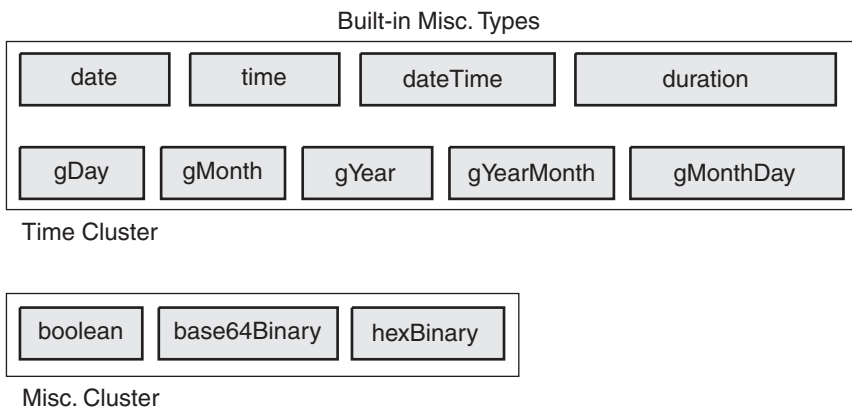 Built-in Misc. Types
date time dateTime duration
gDay gMonth gYear gYearMonth gMonthDay
Time Cluster
boolean base64Binary hexBinary
Misc. Cluster